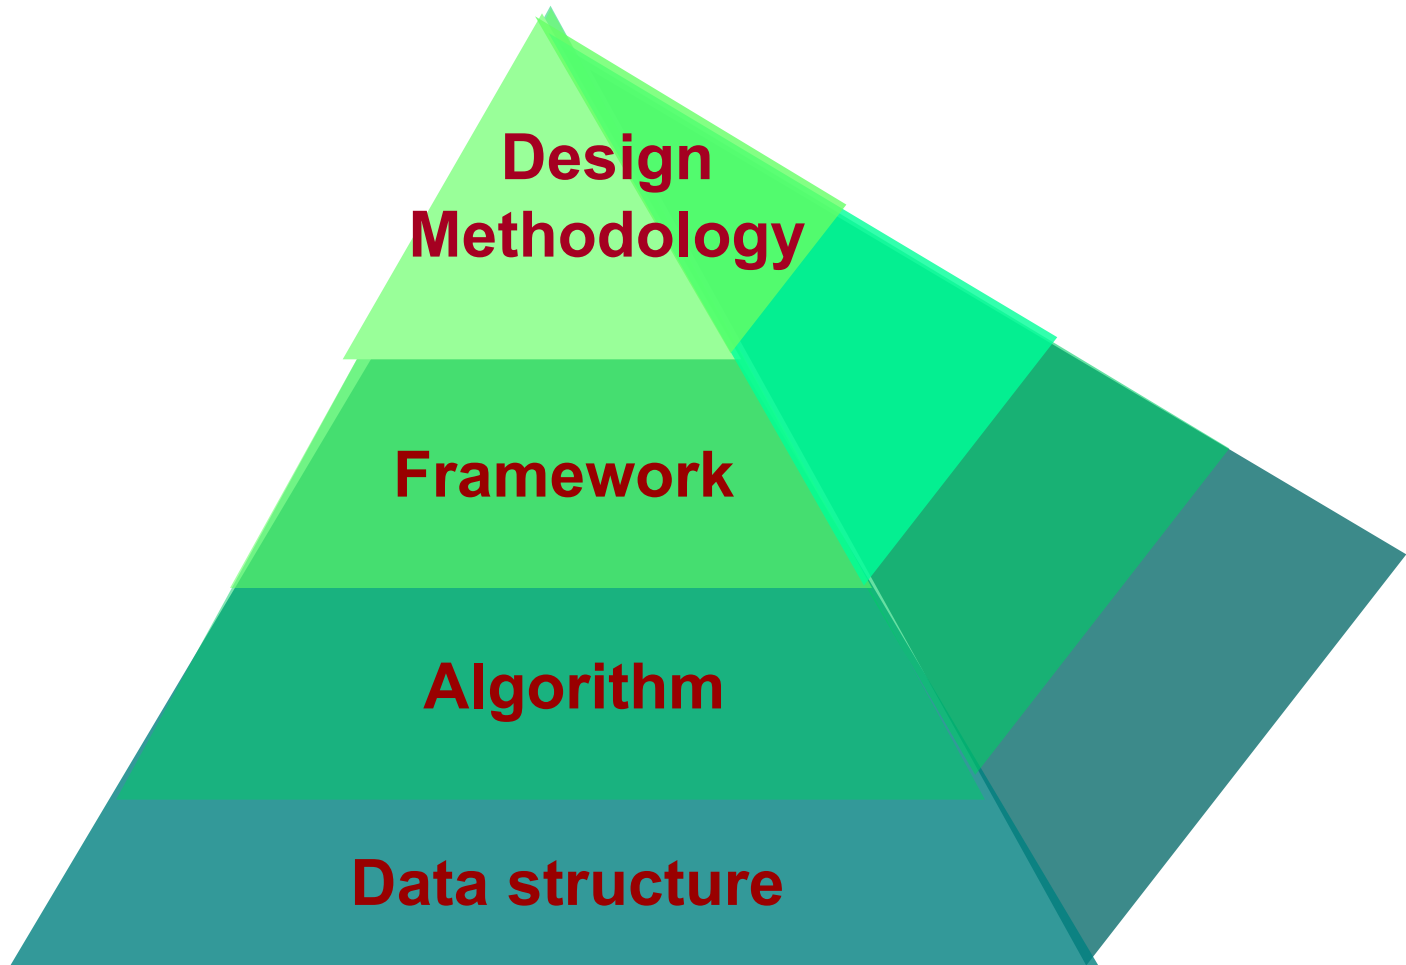 Design
Methodology
Framework
Algorithm
Data structure